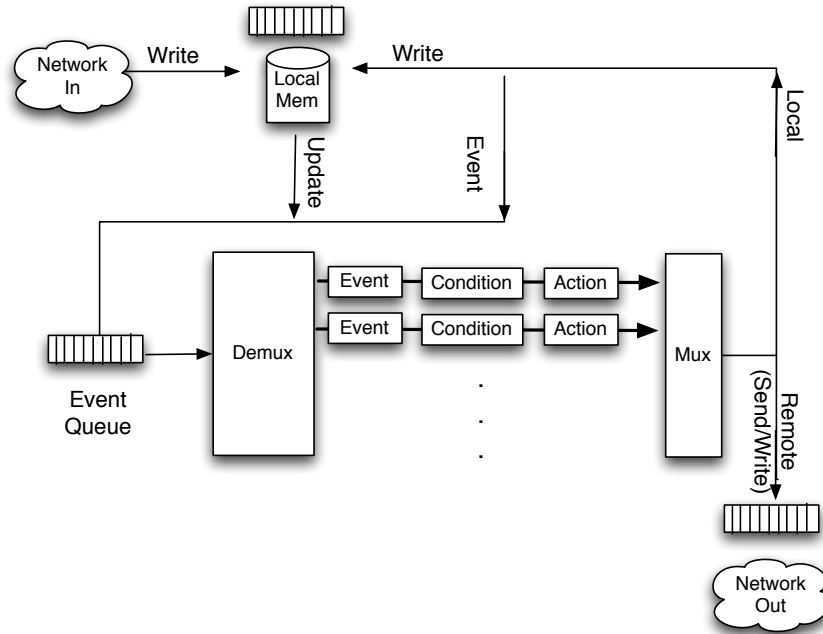 Network
In
Write
Local
Mem
Write
Local
Update
Event
Event
Condition
Action
Event
Condition
Action
Demux
Mux
Event
Queue
.
.
.
Remote
(Send/Write)
Network
Out